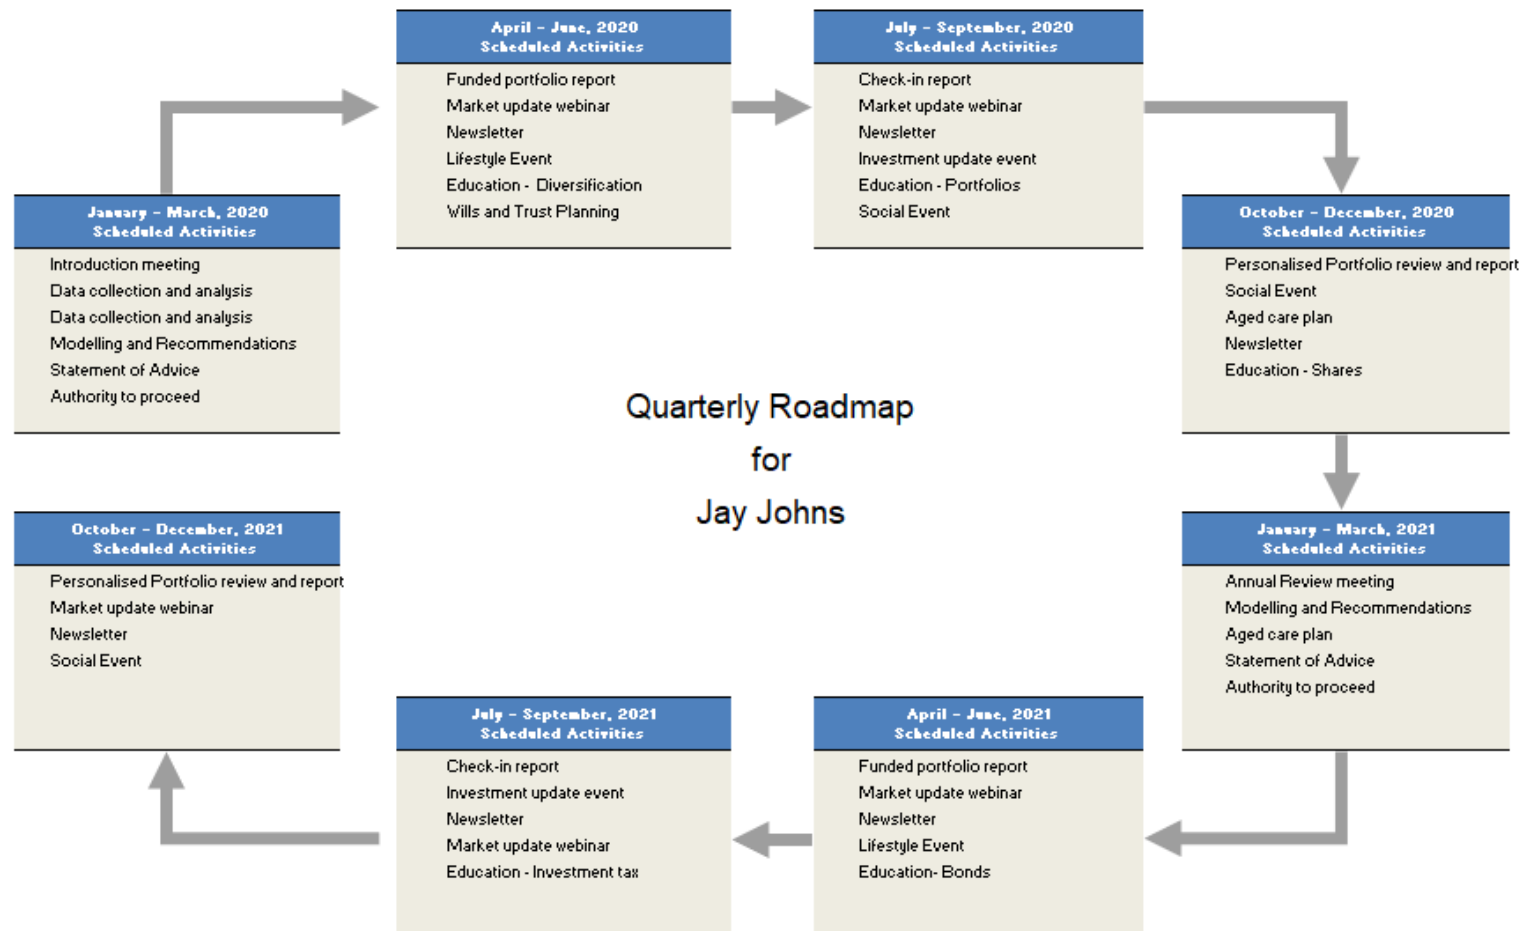 January - March, 2020
Scheduled Activities
Introduction meeting
Data collection and analysis
Data collection and analysis
Modelling and Recommendations
Statement of Advice
Authority to proceed
April - June, 2020
Scheduled Activities
Funded portfolio report
Market update webinar
Newsletter
Lifestyle Event
Education - Diversification
Wills and Trust Planning
July - September, 2020
Scheduled Activities
Check-in report
Market update webinar
Newsletter
Investment update event
Education - Portfolios
Social Event
October - December, 2020
Scheduled Activities
Personalised Portfolio review and report
Social Event
Aged care plan
Newsletter
Education - Shares
Quarterly Roadmap
for
Jay Johns
January - March, 2021
Scheduled Activities
Annual Review meeting
Modelling and Recommendations
Aged care plan
Statement of Advice
Authority to proceed
April - June, 2021
Scheduled Activities
Funded portfolio report
Market update webinar
Newsletter
Lifestyle Event
Education- Bonds
July - September, 2021
Scheduled Activities
Check-in report
Investment update event
Newsletter
Market update webinar
Education - Investment tax
October - December, 2021
Scheduled Activities
Personalised Portfolio review and report
Market update webinar
Newsletter
Social Event